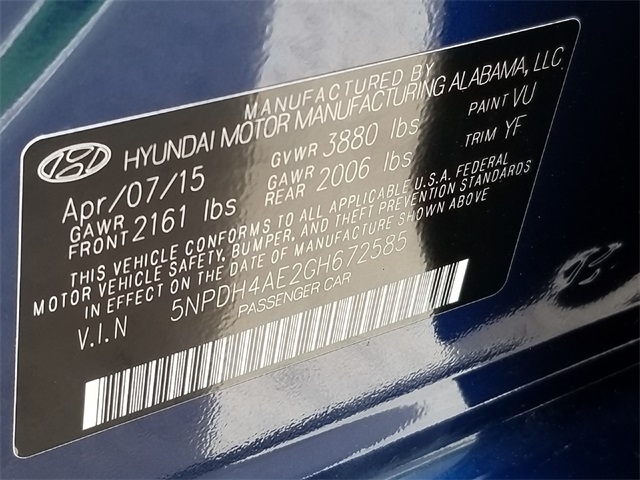 MANUFACTURED BY
HYUNDAI MOTOR MANUFACTURING ALABAMA, LLC
Apr/07/15 GVWR 3880 lbs PAINT VU
GAWR FRONT 2161 lbs GAWR REAR 2006 lbs TRIM YF
THIS VEHICLE CONFORMS TO ALL APPLICABLE U.S.A. FEDERAL
MOTOR VEHICLE SAFETY, BUMPER, AND THEFT PREVENTION STANDARDS
IN EFFECT ON THE DATE OF MANUFACTURE SHOWN ABOVE
V.I.N 5NPDH4AE2GH672585
PASSENGER CAR